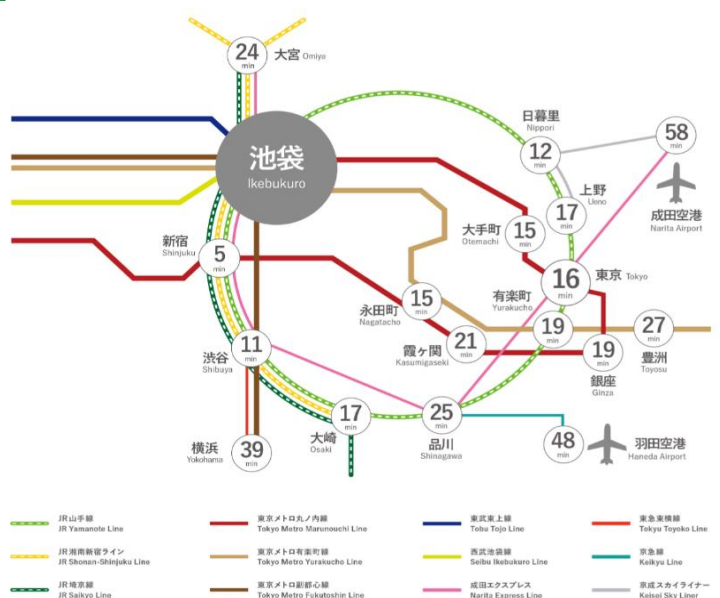 24
min
大宮 Omiya
池袋
Ikebukuro
日暮里
Nippori
12
min
58
min
成田空港
Narita Airport
上野
Ueno
17
min
大手町
Otemachi
15
min
新宿
Shinjuku
5
min
16
min
東京 Tokyo
有楽町
Yurakucho
19
min
永田町
Nagatacho
15
min
霞ヶ関
Kasumigaseki
21
min
27
min
豊洲
Toyosu
19
min
銀座
Ginza
渋谷
Shibuya
11
min
17
min
大崎
Osaki
25
min
品川
Shinagawa
横浜
Yokohama
39
min
48
min
羽田空港
Haneda Airport
JR山手線
JR Yamanote Line
JR湘南新宿ライン
JR Shonan-Shinjuku Line
JR埼京線
JR Saikyo Line
東京メトロ丸ノ内線
Tokyo Metro Marunouchi Line
東京メトロ有楽町線
Tokyo Metro Yurakucho Line
東京メトロ副都心線
Tokyo Metro Fukutoshin Line
東武東上線
Tobu Tojo Line
西武池袋線
Seibu Ikebukuro Line
成田エクスプレス
Narita Express Line
東急東横線
Tokyu Toyoko Line
京急線
Keikyu Line
京成スカイライナー
Keisei Sky Liner